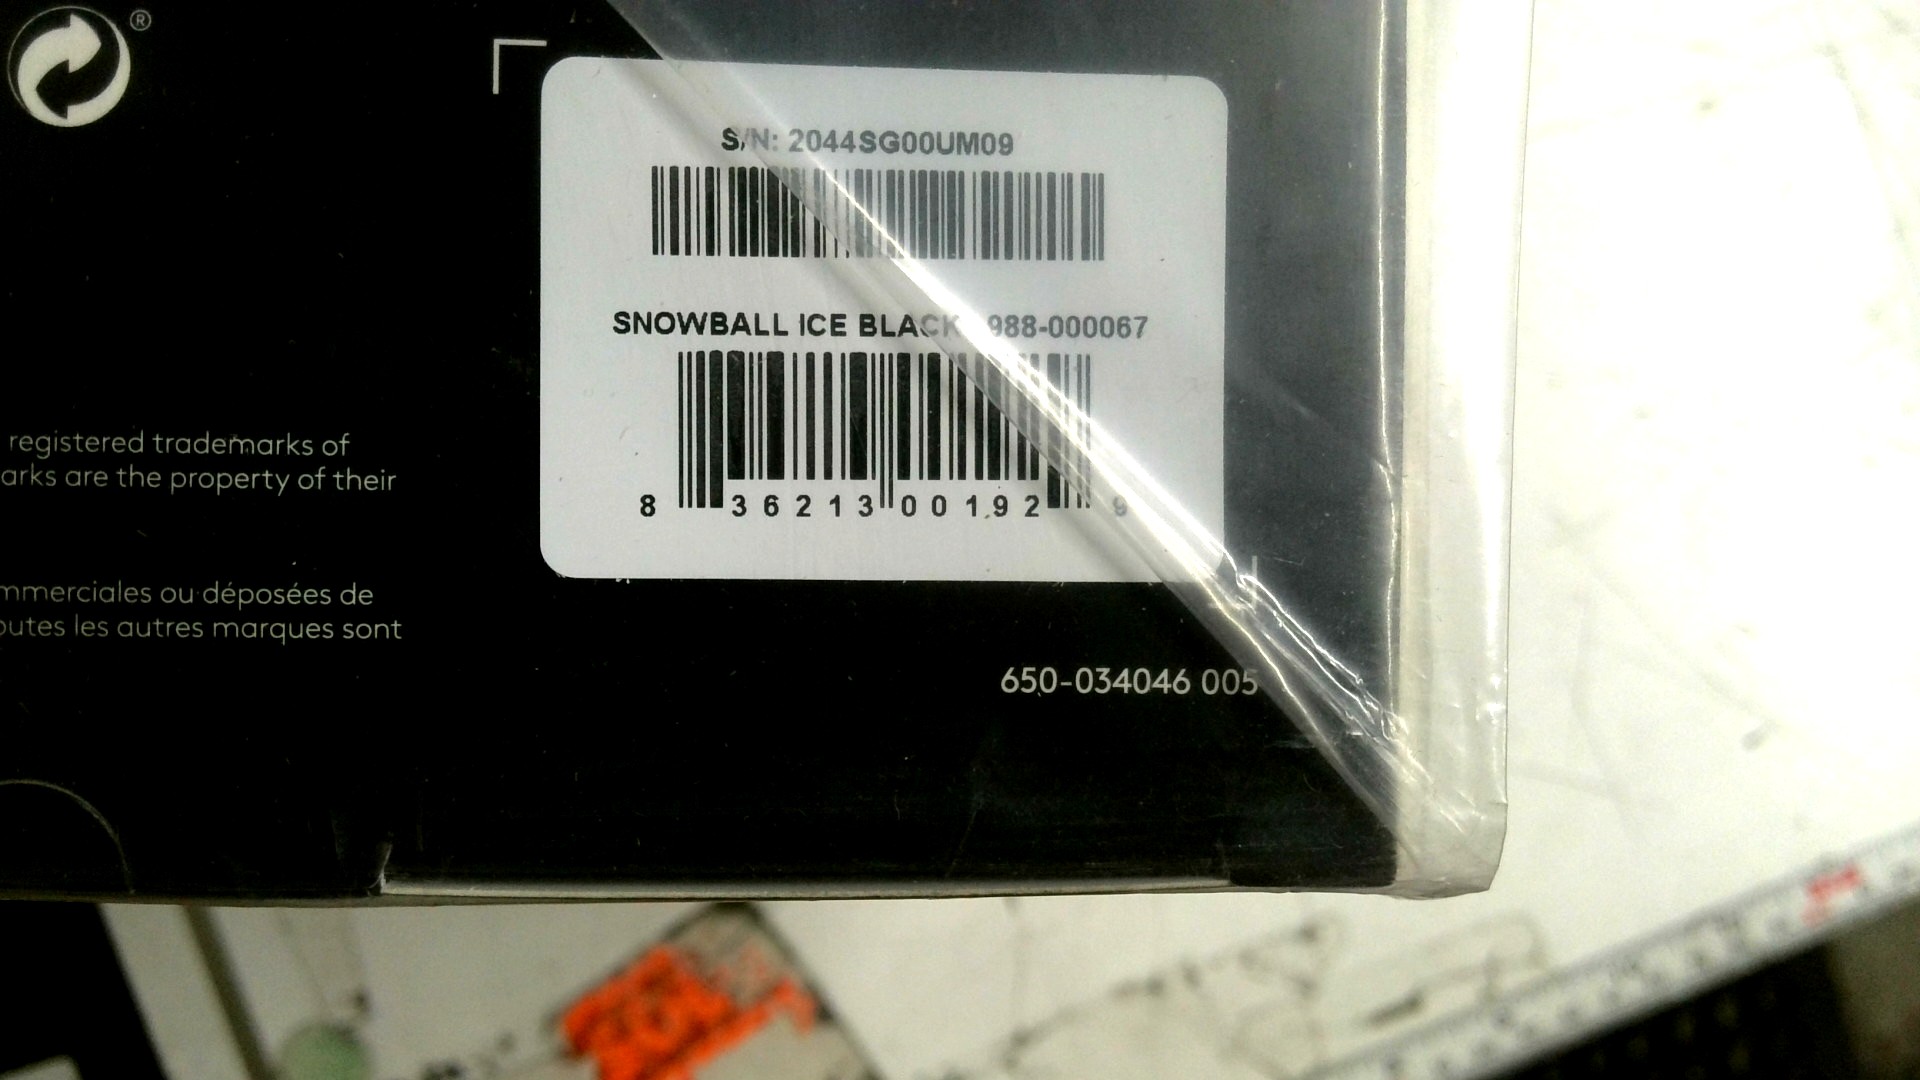 ®
S/N: 2044SG00UM09
SNOWBALL ICE BLACK 988-000067
8 36213 00192 9
registered trademarks of
arks are the property of their
mmerciales ou déposées de
outes les autres marques sont
650-034046 005